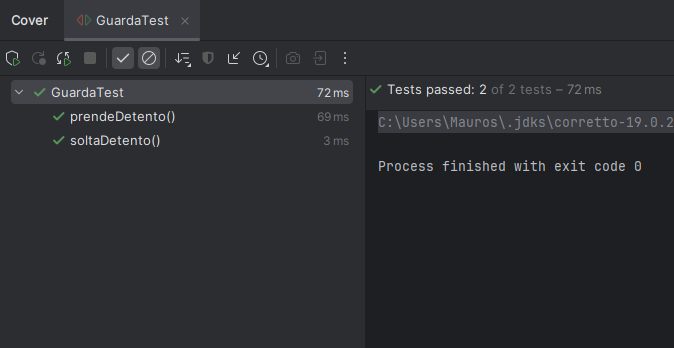 Cover GuardaTest
GuardaTest 72 ms
prendeDetento() 69 ms
soltaDetento() 3 ms
Tests passed: 2 of 2 tests – 72 ms
C:\Users\Mauros\.jdks\corretto-19.0.2
Process finished with exit code 0